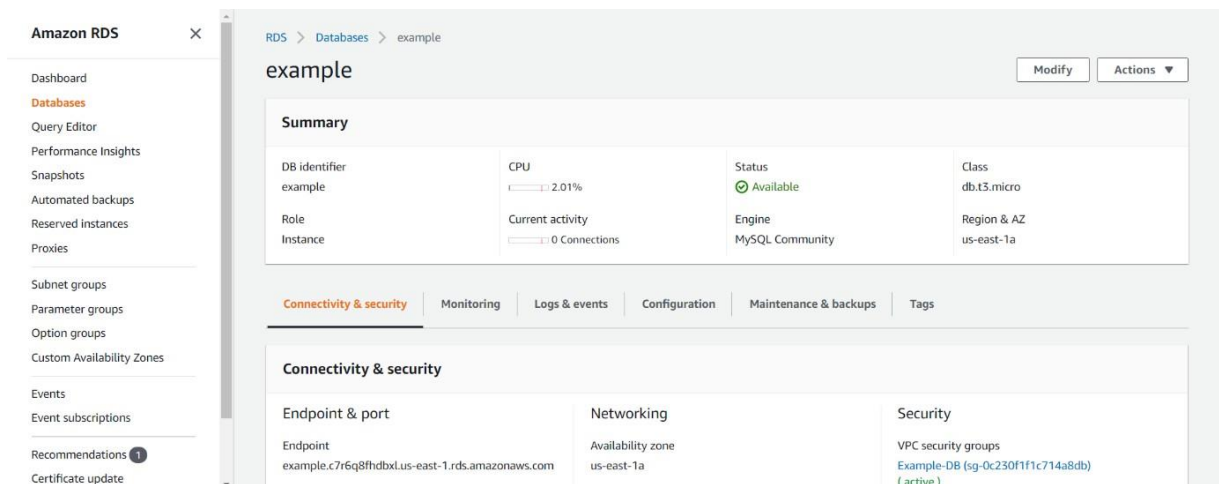 Amazon RDS
Dashboard
Databases
Query Editor
Performance Insights
Snapshots
Automated backups
Reserved instances
Proxies
Subnet groups
Parameter groups
Option groups
Custom Availability Zones
Events
Event subscriptions
Recommendations 1
Certificate update
RDS > Databases > example
example
Modify
Actions
Summary
DB identifier
example
CPU
2.01%
Status
Available
Class
db.t3.micro
Role
Instance
Current activity
0 Connections
Engine
MySQL Community
Region & AZ
us-east-1a
Connectivity & security
Monitoring
Logs & events
Configuration
Maintenance & backups
Tags
Connectivity & security
Endpoint & port
Endpoint
example.c7r6q8fhdbxl.us-east-1.rds.amazonaws.com
Networking
Availability zone
us-east-1a
Security
VPC security groups
Example-DB (sg-0c230f1f1c714a8db)
( active )